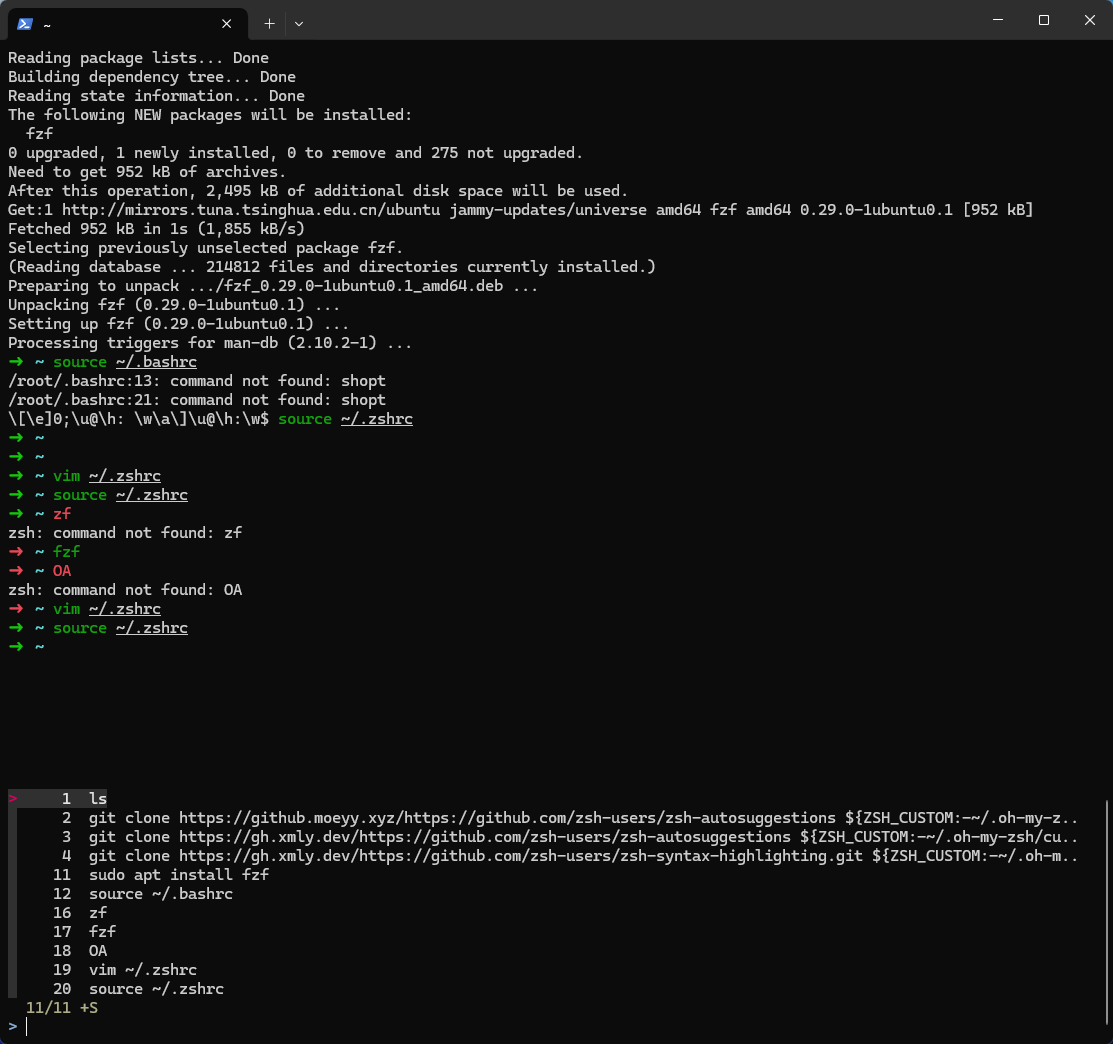 ~
Reading package lists... Done
Building dependency tree... Done
Reading state information... Done
The following NEW packages will be installed:
  fzf
0 upgraded, 1 newly installed, 0 to remove and 275 not upgraded.
Need to get 952 kB of archives.
After this operation, 2,495 kB of additional disk space will be used.
Get:1 http://mirrors.tuna.tsinghua.edu.cn/ubuntu jammy-updates/universe amd64 fzf amd64 0.29.0-1ubuntu0.1 [952 kB]
Fetched 952 kB in 1s (1,855 kB/s)
Selecting previously unselected package fzf.
(Reading database ... 214812 files and directories currently installed.)
Preparing to unpack .../fzf_0.29.0-1ubuntu0.1_amd64.deb ...
Unpacking fzf (0.29.0-1ubuntu0.1) ...
Setting up fzf (0.29.0-1ubuntu0.1) ...
Processing triggers for man-db (2.10.2-1) ...
➜ ~ source ~/.bashrc
/root/.bashrc:13: command not found: shopt
/root/.bashrc:21: command not found: shopt
\[\e]0;\u@\h: \w\a\]\u@\h:\w$ source ~/.zshrc
➜ ~
➜ ~
➜ ~ vim ~/.zshrc
➜ ~ source ~/.zshrc
➜ ~ zf
zsh: command not found: zf
➜ ~ fzf
➜ ~ OA
zsh: command not found: OA
➜ ~ vim ~/.zshrc
➜ ~ source ~/.zshrc
➜ ~
> 1 ls
2 git clone https://github.moeyy.xyz/https://github.com/zsh-users/zsh-autosuggestions ${ZSH_CUSTOM:-~/.oh-my-z..
3 git clone https://gh.xmly.dev/https://github.com/zsh-users/zsh-autosuggestions ${ZSH_CUSTOM:-~/.oh-my-zsh/cu..
4 git clone https://gh.xmly.dev/https://github.com/zsh-users/zsh-syntax-highlighting.git ${ZSH_CUSTOM:-~/.oh-m..
11 sudo apt install fzf
12 source ~/.bashrc
16 zf
17 fzf
18 OA
19 vim ~/.zshrc
20 source ~/.zshrc
11/11 +S
>